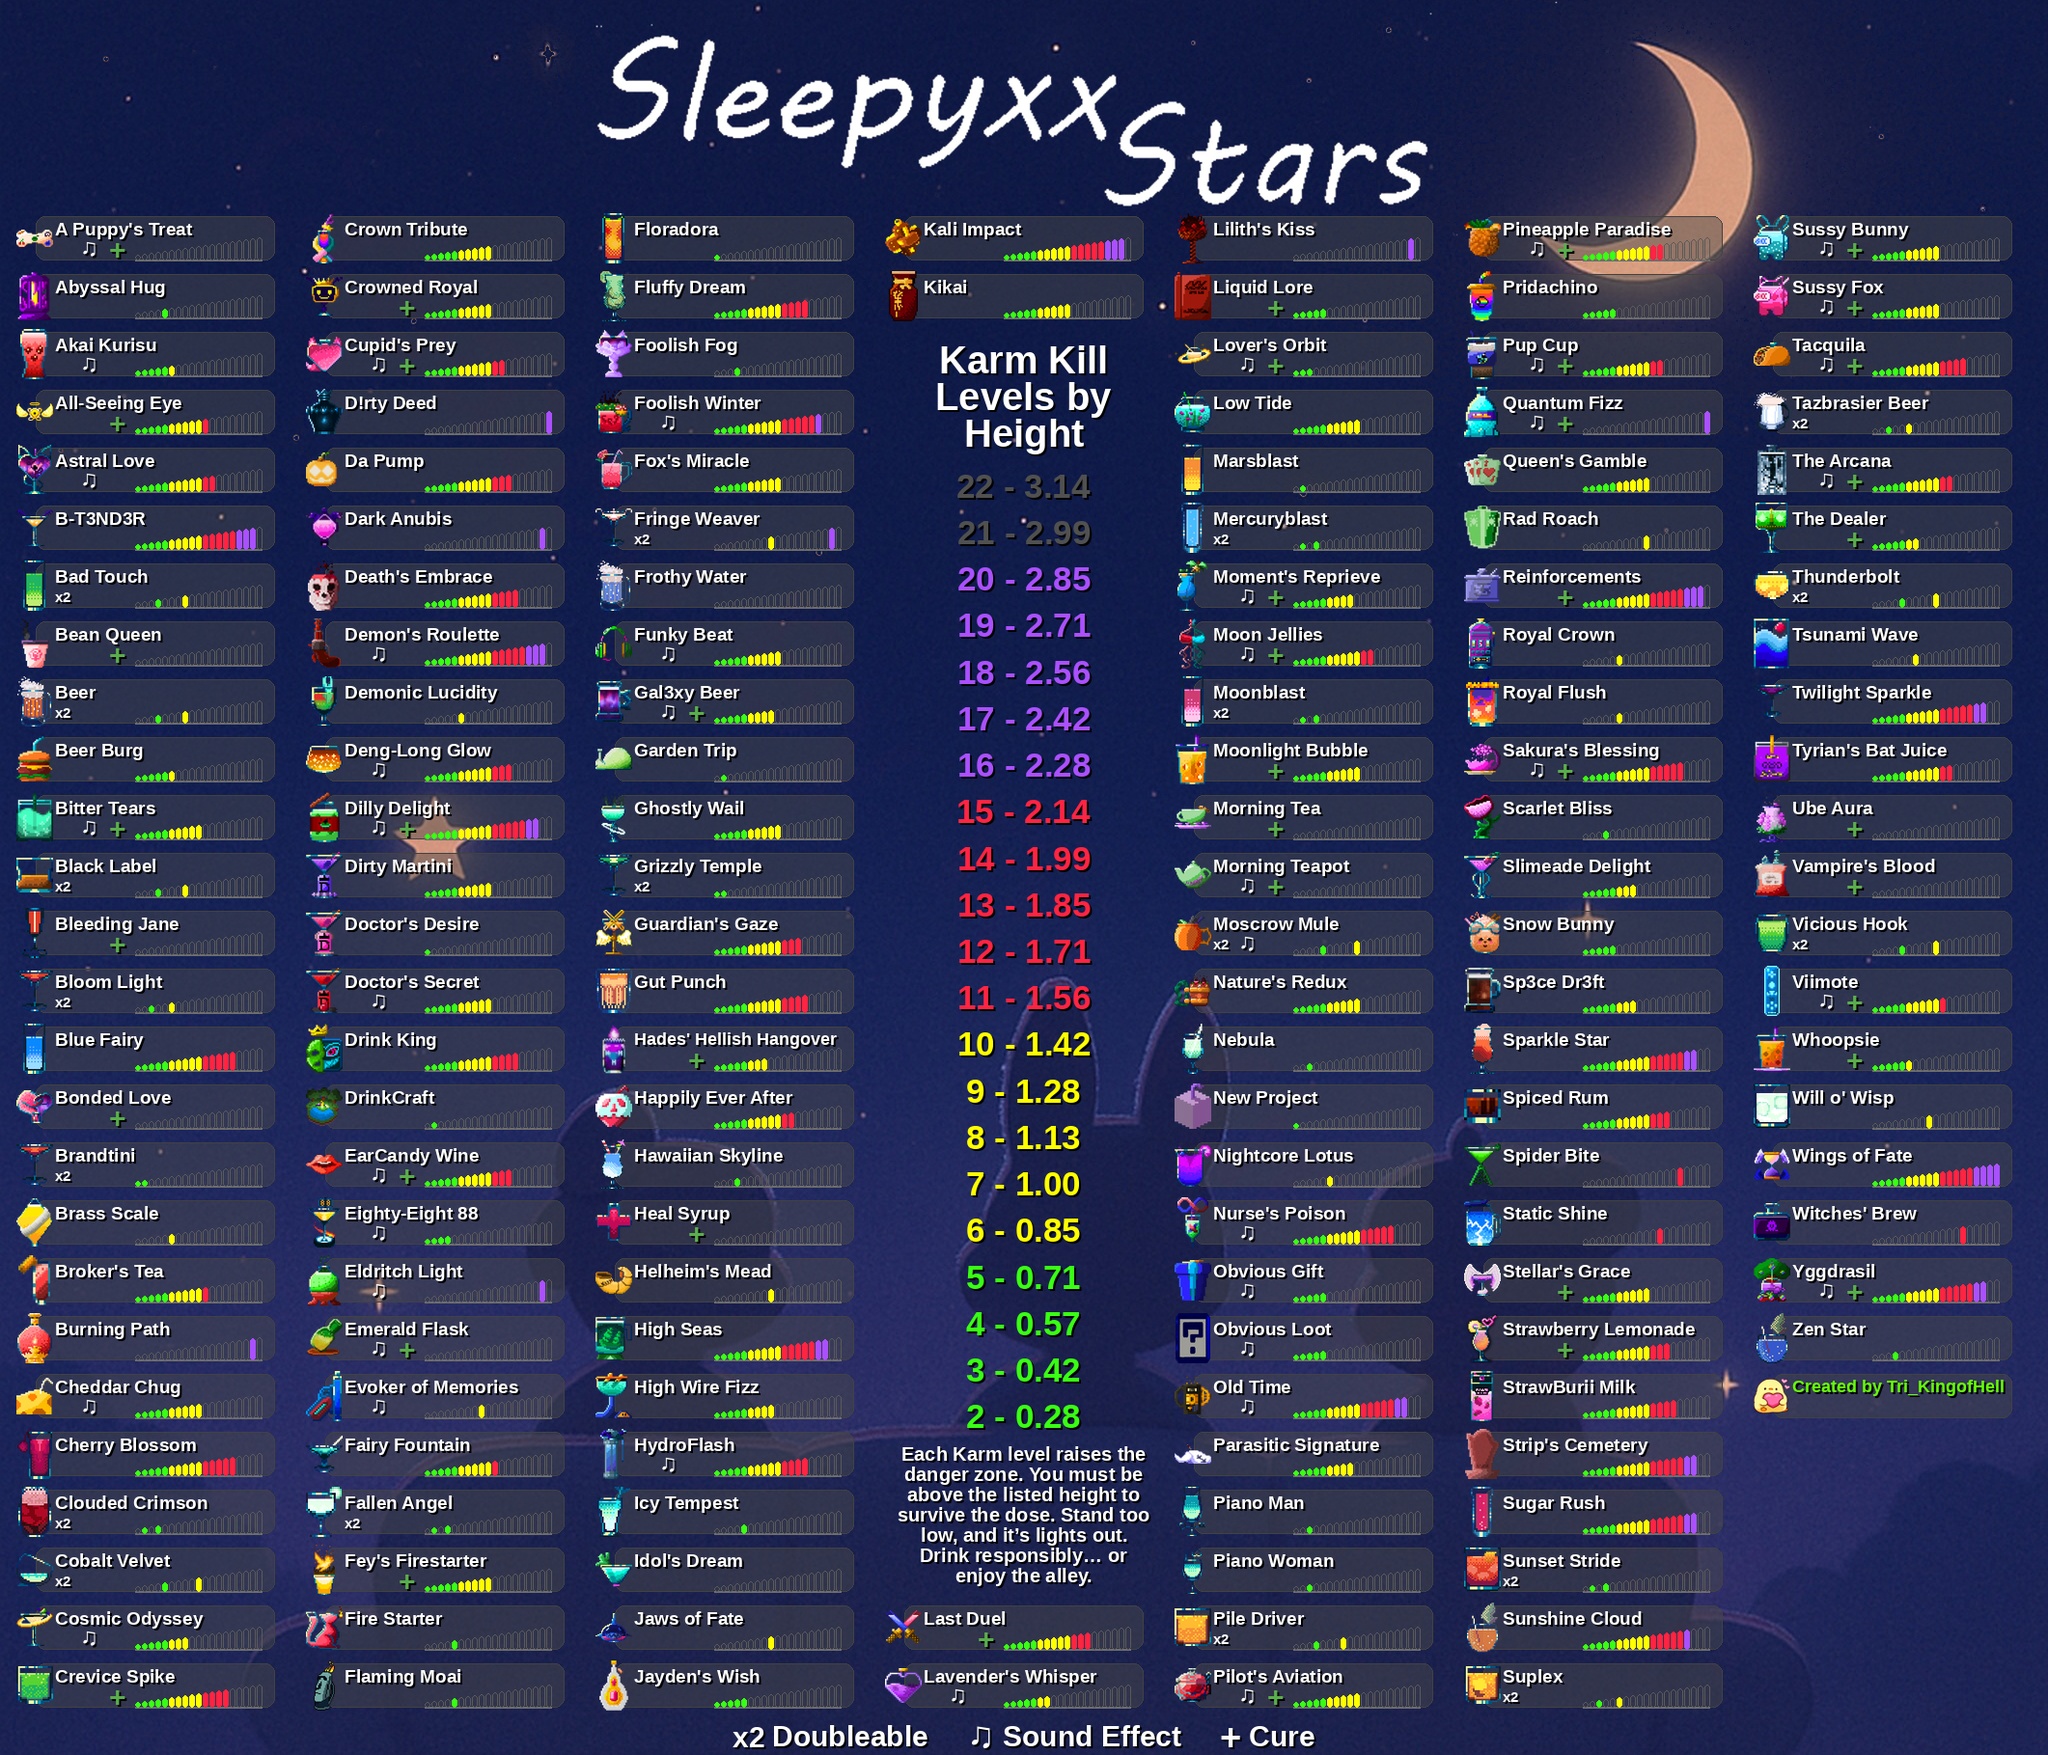 Sleepyxx
Stars
A Puppy's Treat
♫ +
Abyssal Hug
Akai Kurisu
♫
All-Seeing Eye
+
Astral Love
♫
B-T3ND3R
Bad Touch
x2
Bean Queen
+
Beer
x2
Beer Burg
Bitter Tears
♫ +
Black Label
x2
Bleeding Jane
+
Bloom Light
x2
Blue Fairy
Bonded Love
+
Brandtini
x2
Brass Scale
Broker's Tea
Burning Path
Cheddar Chug
♫
Cherry Blossom
Clouded Crimson
x2
Cobalt Velvet
x2
Cosmic Odyssey
♫
Crevice Spike
+
Crown Tribute
Crowned Royal
+
Cupid's Prey
♫ +
D!rty Deed
Da Pump
Dark Anubis
Death's Embrace
Demon's Roulette
♫
Demonic Lucidity
Deng-Long Glow
♫
Dilly Delight
♫ +
Dirty Martini
Doctor's Desire
Doctor's Secret
♫
Drink King
DrinkCraft
EarCandy Wine
♫ +
Eighty-Eight 88
♫
Eldritch Light
♫
Emerald Flask
♫ +
Evoker of Memories
♫
Fairy Fountain
Fallen Angel
x2
Fey's Firestarter
+
Fire Starter
Flaming Moai
Floradora
Fluffy Dream
Foolish Fog
Foolish Winter
♫
Fox's Miracle
Fringe Weaver
x2
Frothy Water
Funky Beat
♫
Gal3xy Beer
♫ +
Garden Trip
Ghostly Wail
Grizzly Temple
x2
Guardian's Gaze
Gut Punch
Hades' Hellish Hangover
+
Happily Ever After
Hawaiian Skyline
Heal Syrup
+
Helheim's Mead
High Seas
High Wire Fizz
HydroFlash
♫
Icy Tempest
Idol's Dream
Jaws of Fate
Jayden's Wish
Kali Impact
Kikai
Karm Kill
Levels by
Height
22 - 3.14
21 - 2.99
20 - 2.85
19 - 2.71
18 - 2.56
17 - 2.42
16 - 2.28
15 - 2.14
14 - 1.99
13 - 1.85
12 - 1.71
11 - 1.56
10 - 1.42
9 - 1.28
8 - 1.13
7 - 1.00
6 - 0.85
5 - 0.71
4 - 0.57
3 - 0.42
2 - 0.28
Each Karm level raises the
danger zone. You must be
above the listed height to
survive the dose. Stand too
low, and it's lights out.
Drink responsibly... or
enjoy the alley.
Last Duel
+
Lavender's Whisper
♫
Lilith's Kiss
Liquid Lore
+
Lover's Orbit
♫ +
Low Tide
Marsblast
Mercuryblast
x2
Moment's Reprieve
♫ +
Moon Jellies
♫ +
Moonblast
x2
Moonlight Bubble
+
Morning Tea
+
Morning Teapot
♫ +
Moscrow Mule
x2 ♫
Nature's Redux
Nebula
New Project
Nightcore Lotus
Nurse's Poison
♫
Obvious Gift
♫
Obvious Loot
♫
Old Time
♫
Parasitic Signature
Piano Man
Piano Woman
Pile Driver
x2
Pilot's Aviation
♫ +
Pineapple Paradise
♫ +
Pridachino
Pup Cup
♫ +
Quantum Fizz
♫ +
Queen's Gamble
Rad Roach
Reinforcements
+
Royal Crown
Royal Flush
Sakura's Blessing
♫ +
Scarlet Bliss
Slimeade Delight
Snow Bunny
Sp3ce Dr3ft
Sparkle Star
Spiced Rum
Spider Bite
Static Shine
Stellar's Grace
+
Strawberry Lemonade
+
StrawBurii Milk
Strip's Cemetery
Sugar Rush
Sunset Stride
x2
Sunshine Cloud
Suplex
x2
Sussy Bunny
♫ +
Sussy Fox
♫ +
Tacquila
♫
Tazbrasier Beer
x2
The Arcana
♫ +
The Dealer
+
Thunderbolt
x2
Tsunami Wave
Twilight Sparkle
Tyrian's Bat Juice
Ube Aura
+
Vampire's Blood
+
Vicious Hook
x2
Viimote
♫ +
Whoopsie
+
Will o' Wisp
Wings of Fate
Witches' Brew
Yggdrasil
♫ +
Zen Star
Created by Tri_KingofHell
x2 Doubleable ♫ Sound Effect + Cure